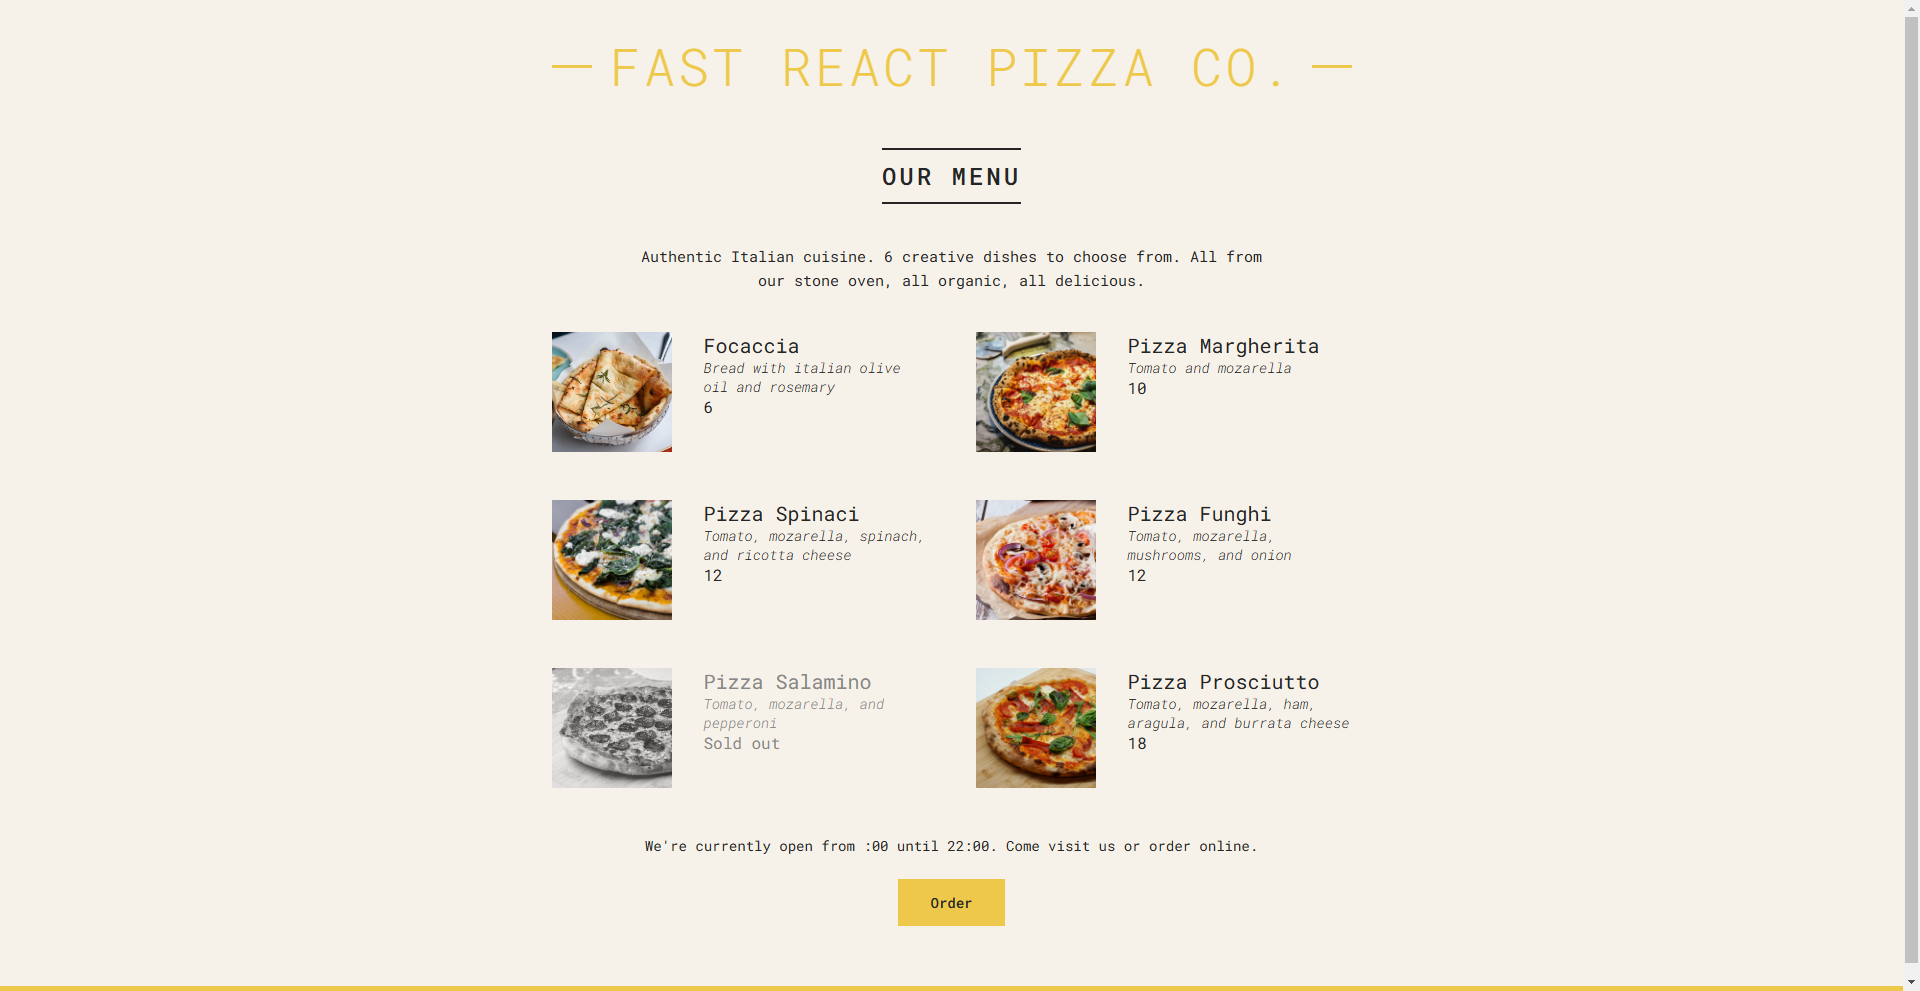 FAST REACT PIZZA CO.
OUR MENU
Authentic Italian cuisine. 6 creative dishes to choose from. All from
our stone oven, all organic, all delicious.
Focaccia
Bread with italian olive
oil and rosemary
6
Pizza Margherita
Tomato and mozarella
10
Pizza Spinaci
Tomato, mozarella, spinach,
and ricotta cheese
12
Pizza Funghi
Tomato, mozarella,
mushrooms, and onion
12
Pizza Salamino
Tomato, mozarella, and
pepperoni
Sold out
Pizza Prosciutto
Tomato, mozarella, ham,
aragula, and burrata cheese
18
We're currently open from :00 until 22:00. Come visit us or order online.
Order